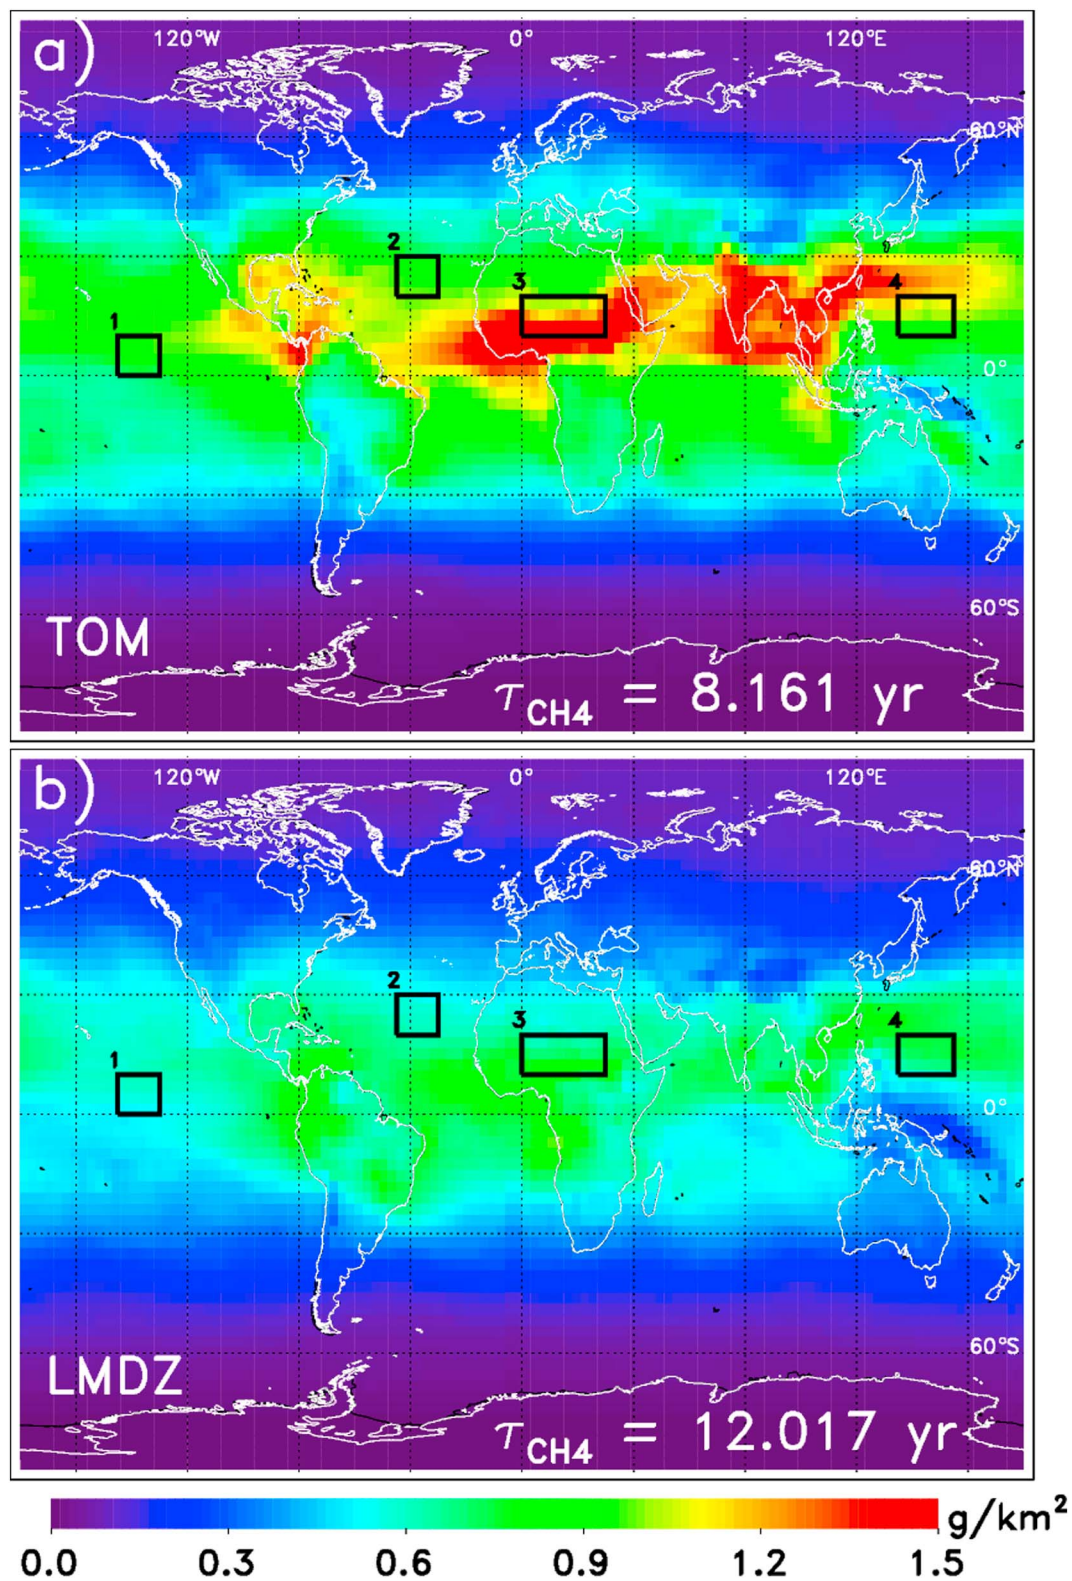 a)
120°W 0° 120°E
60°N
2
3
4
1
0°
60°S
TOM
τCH4 = 8.161 yr
b)
120°W 0° 120°E
60°N
2
3
4
1
0°
60°S
LMDZ
τCH4 = 12.017 yr
g/km²
0.0 0.3 0.6 0.9 1.2 1.5